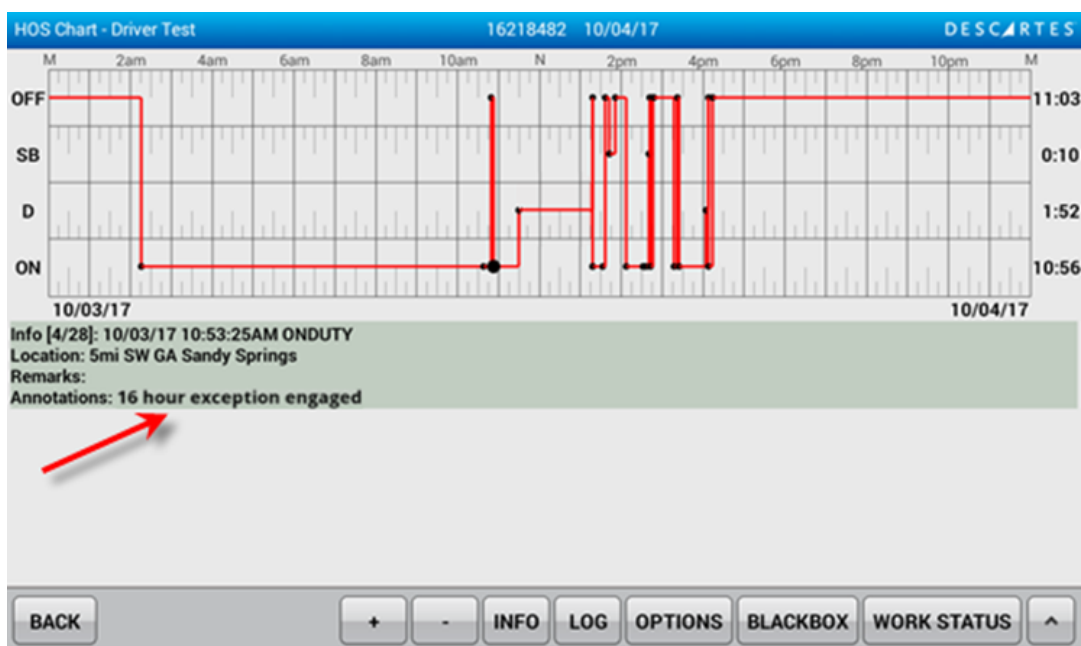 HOS Chart - Driver Test 16218482 10/04/17 DESCARTES
M 2am 4am 6am 8am 10am N 2pm 4pm 6pm 8pm 10pm M
OFF 11:03
SB 0:10
D 1:52
ON 10:56
10/03/17 10/04/17
Info [4/28]: 10/03/17 10:53:25AM ONDUTY
Location: 5mi SW GA Sandy Springs
Remarks:
Annotations: 16 hour exception engaged
BACK + - INFO LOG OPTIONS BLACKBOX WORK STATUS ^